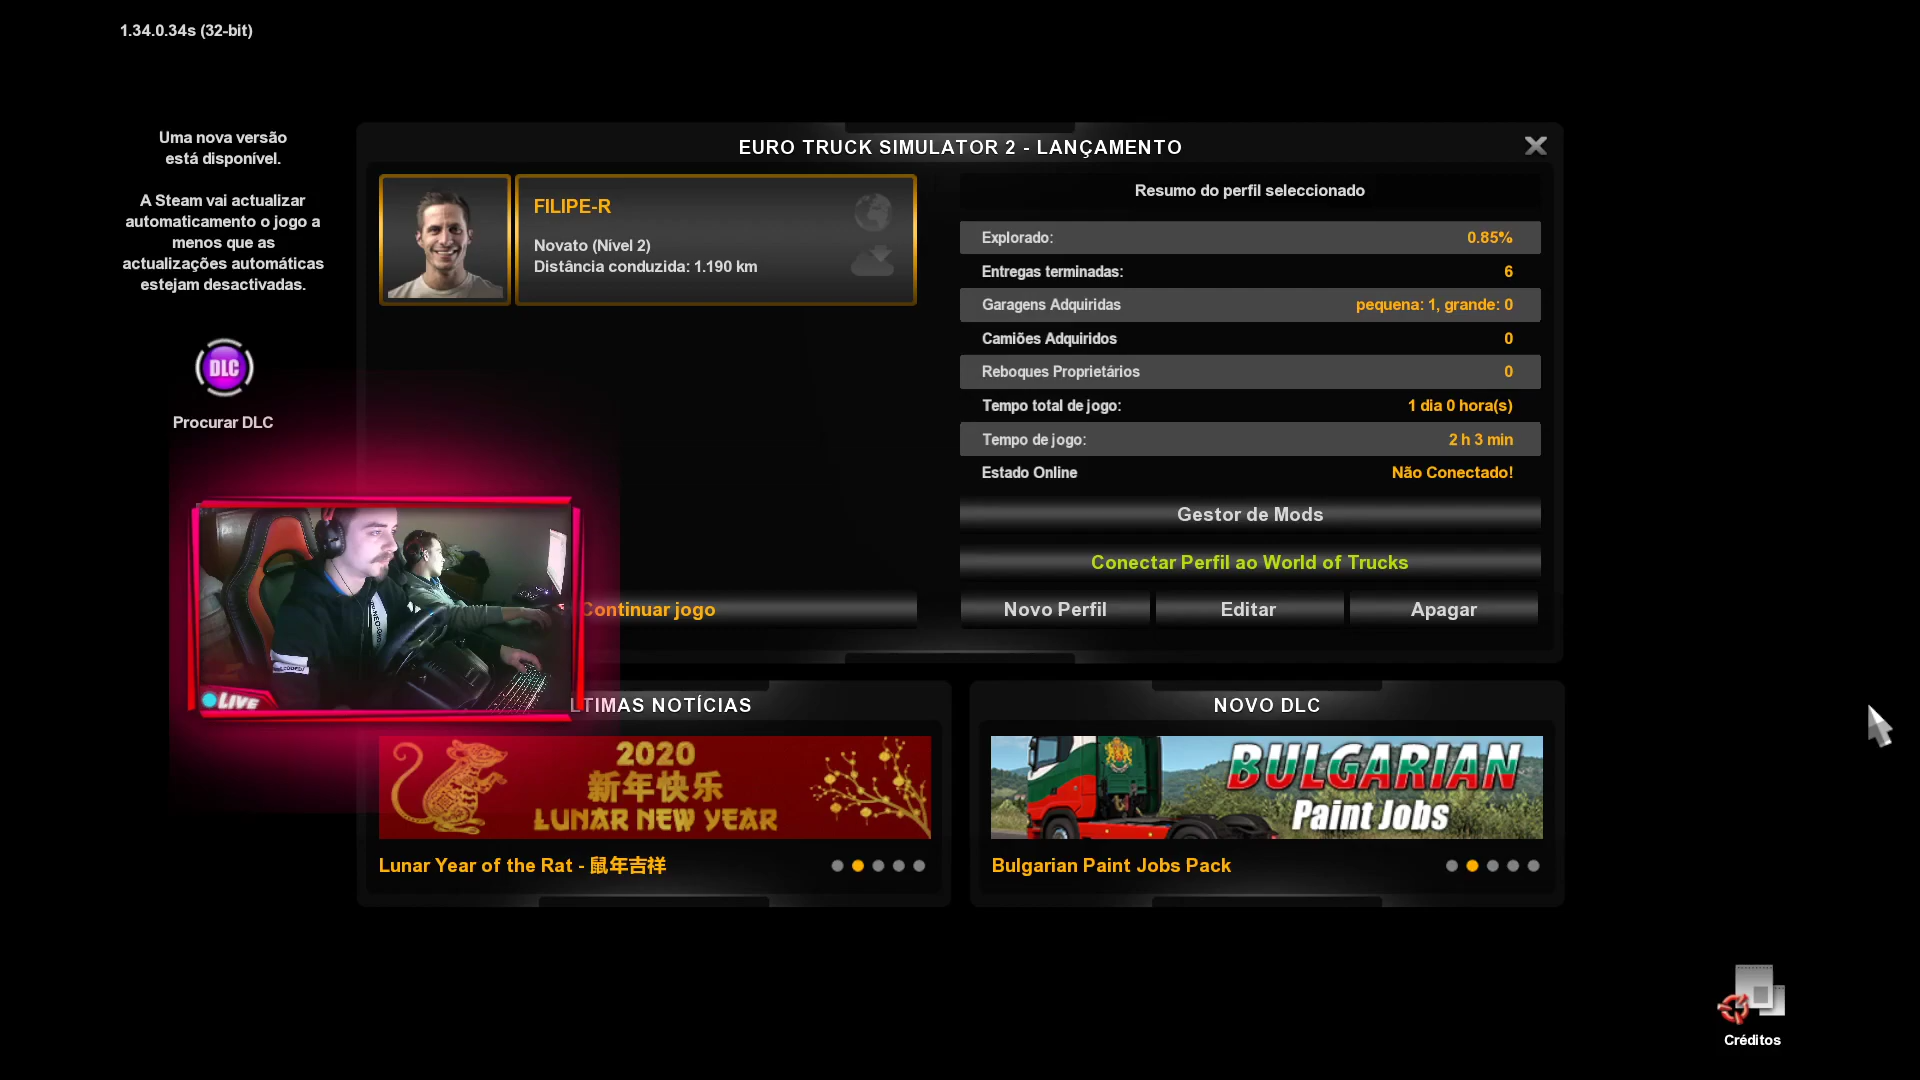 1.34.0.34s (32-bit)
Uma nova versão
está disponível.
A Steam vai actualizar
automaticamento o jogo a
menos que as
actualizações automáticas
estejam desactivadas.
DLC
Procurar DLC
EURO TRUCK SIMULATOR 2 - LANÇAMENTO
FILIPE-R
Novato (Nível 2)
Distância conduzida: 1.190 km
Resumo do perfil seleccionado
Explorado: 0.85%
Entregas terminadas: 6
Garagens Adquiridas pequena: 1, grande: 0
Camiões Adquiridos 0
Reboques Proprietários 0
Tempo total de jogo: 1 dia 0 hora(s)
Tempo de jogo: 2 h 3 min
Estado Online Não Conectado!
Gestor de Mods
Conectar Perfil ao World of Trucks
Continuar jogo
Novo Perfil Editar Apagar
LIVE
LTIMAS NOTÍCIAS
2020
新年快乐
LUNAR NEW YEAR
Lunar Year of the Rat - 鼠年吉祥
NOVO DLC
BULGARIAN
Paint Jobs
Bulgarian Paint Jobs Pack
Créditos